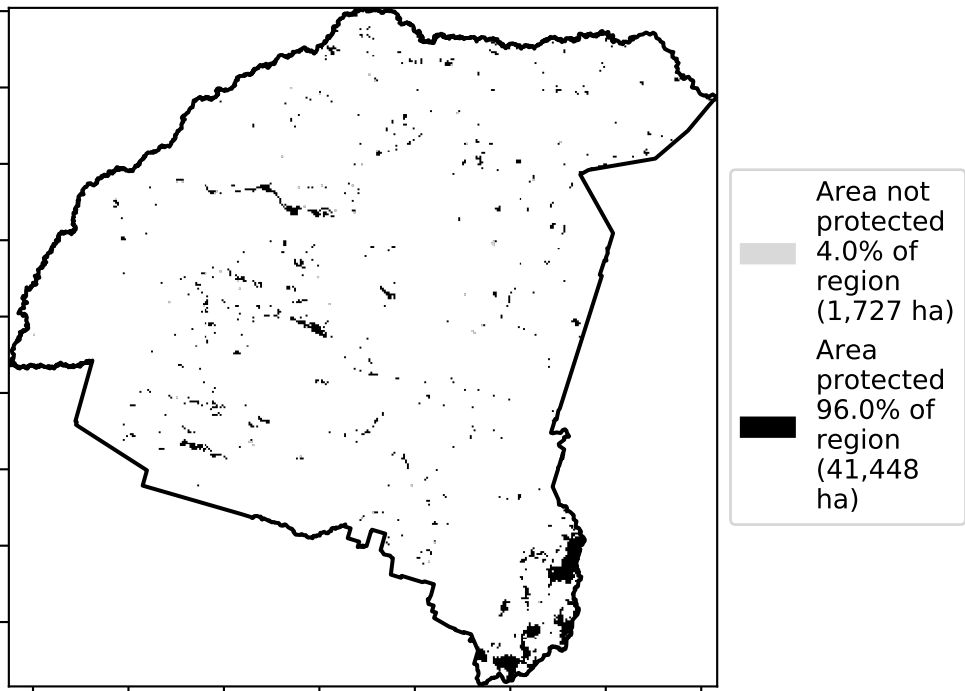 Area not
protected
4.0% of
region
(1,727 ha)
Area
protected
96.0% of
region
(41,448
ha)